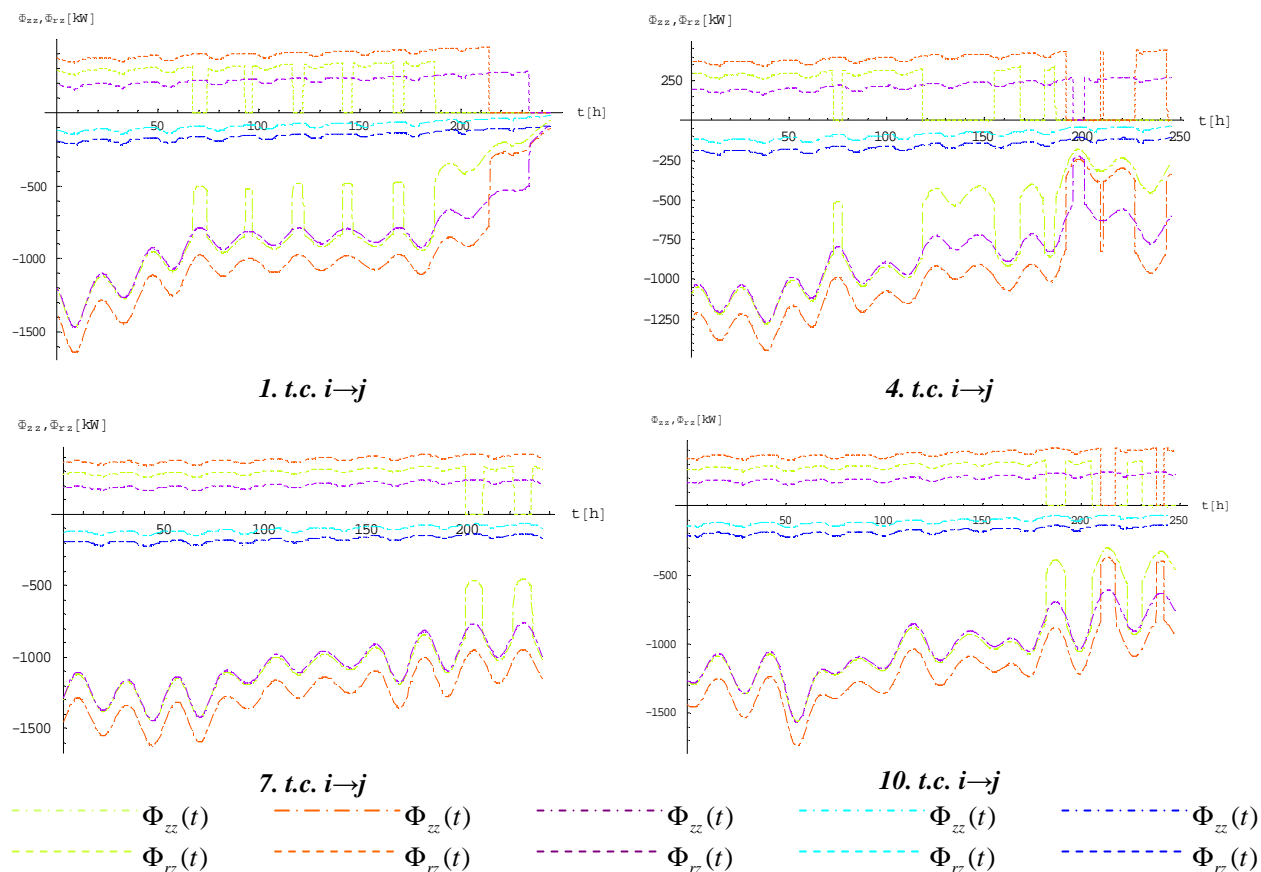 Φzz,Φrz[kW]
t[h]
50 100 150 200
−500
−1000
−1500
1. t.c. i→j
Φzz,Φrz[kW]
250
t[h]
50 100 150 200 250
−250
−500
−750
−1000
−1250
4. t.c. i→j
Φzz,Φrz[kW]
t[h]
50 100 150 200
−500
−1000
−1500
7. t.c. i→j
Φzz,Φrz[kW]
t[h]
50 100 150 200 250
−500
−1000
−1500
10. t.c. i→j
Φzz(t) Φzz(t) Φzz(t) Φzz(t) Φzz(t)
Φrz(t) Φrz(t) Φrz(t) Φrz(t) Φrz(t)